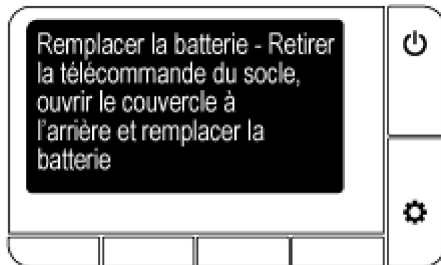 Remplacer la batterie - Retirer
la télécommande du socle,
ouvrir le couvercle à
l'arrière et remplacer la
batterie